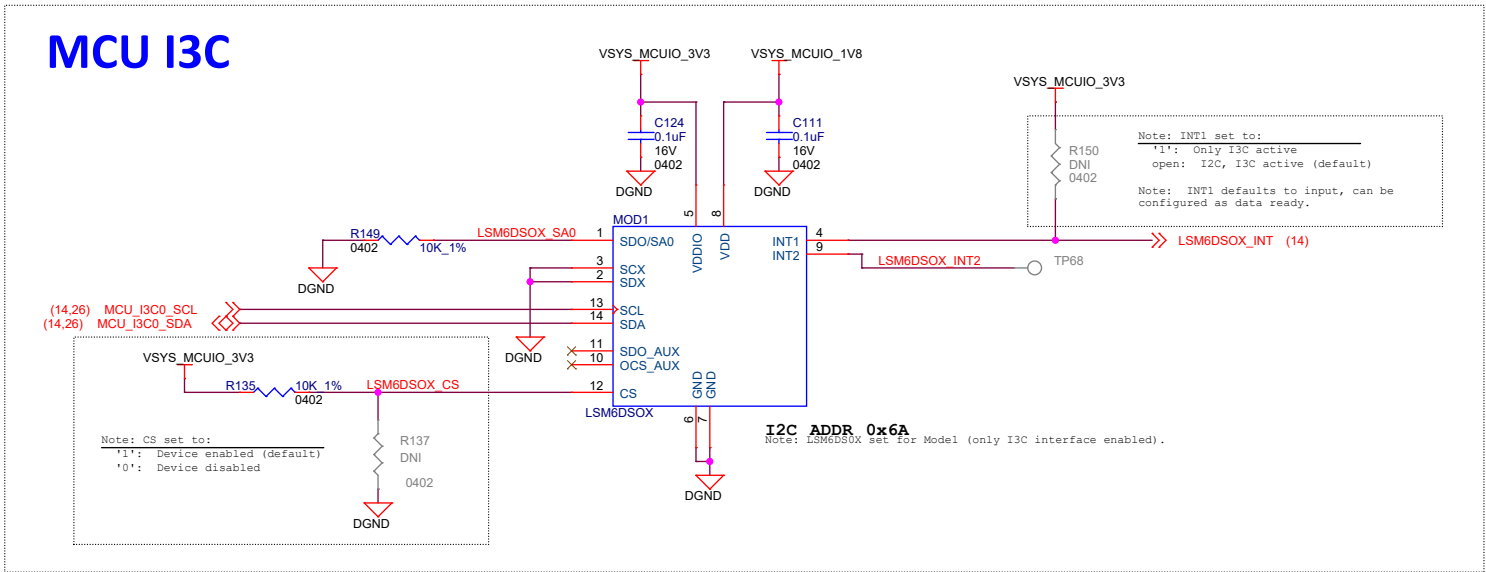 MCU I3C
VSYS_MCUIO_3V3
VSYS_MCUIO_1V8
VSYS_MCUIO_3V3
C124
0.1uF
16V
0402
DGND
C111
0.1uF
16V
0402
DGND
R150
DNI
0402
Note: INT1 set to:
'1': Only I3C active
open: I2C, I3C active (default)
Note: INT1 defaults to input, can be
configured as data ready.
MOD1
5
8
VDDIO
VDD
R149
0402
10K_1%
LSM6DSOX_SA0
1
SDO/SA0
DGND
3
SCX
2
SDX
INT1
4
INT2
9
LSM6DSOX_INT (14)
LSM6DSOX_INT2
TP68
(14,26) MCU_I3C0_SCL
13
SCL
(14,26) MCU_I3C0_SDA
14
SDA
DGND
11
SDO_AUX
10
OCS_AUX
VSYS_MCUIO_3V3
R135
10K_1%
0402
LSM6DSOX_CS
12
CS
GND
GND
LSM6DSOX
6
7
DGND
I2C ADDR 0x6A
Note: LSM6DS0X set for Mode1 (only I3C interface enabled).
Note: CS set to:
'1': Device enabled (default)
'0': Device disabled
R137
DNI
0402
DGND